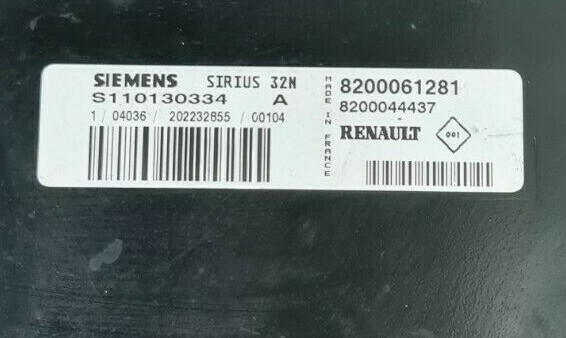 SIEMENS SIRIUS 32N
S110130334 A
1 / 04036 / 202232855 / 00104
MADE IN FRANCE
8200061281
8200044437
RENAULT 001